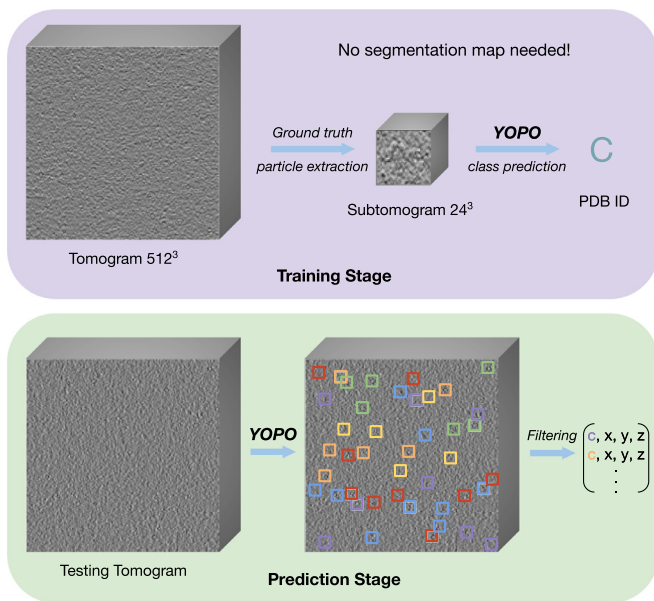 No segmentation map needed!
Ground truth
particle extraction
YOPO
class prediction
C
Subtomogram 24³
PDB ID
Tomogram 512³
Training Stage
YOPO
Filtering
c, x, y, z
c, x, y, z
Testing Tomogram
Prediction Stage